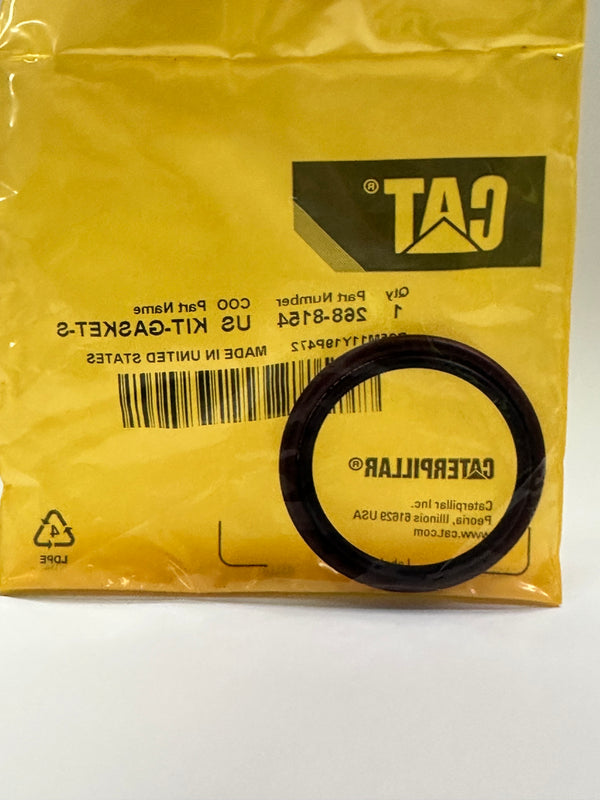 CAT®
Qty Part Number COO Part Name
1 268-8154 US KIT-GASKET-S
MADE IN UNITED STATES
CATERPILLAR®
Caterpillar Inc.
Peoria, Illinois 61629 USA
www.cat.com
4
LDPE